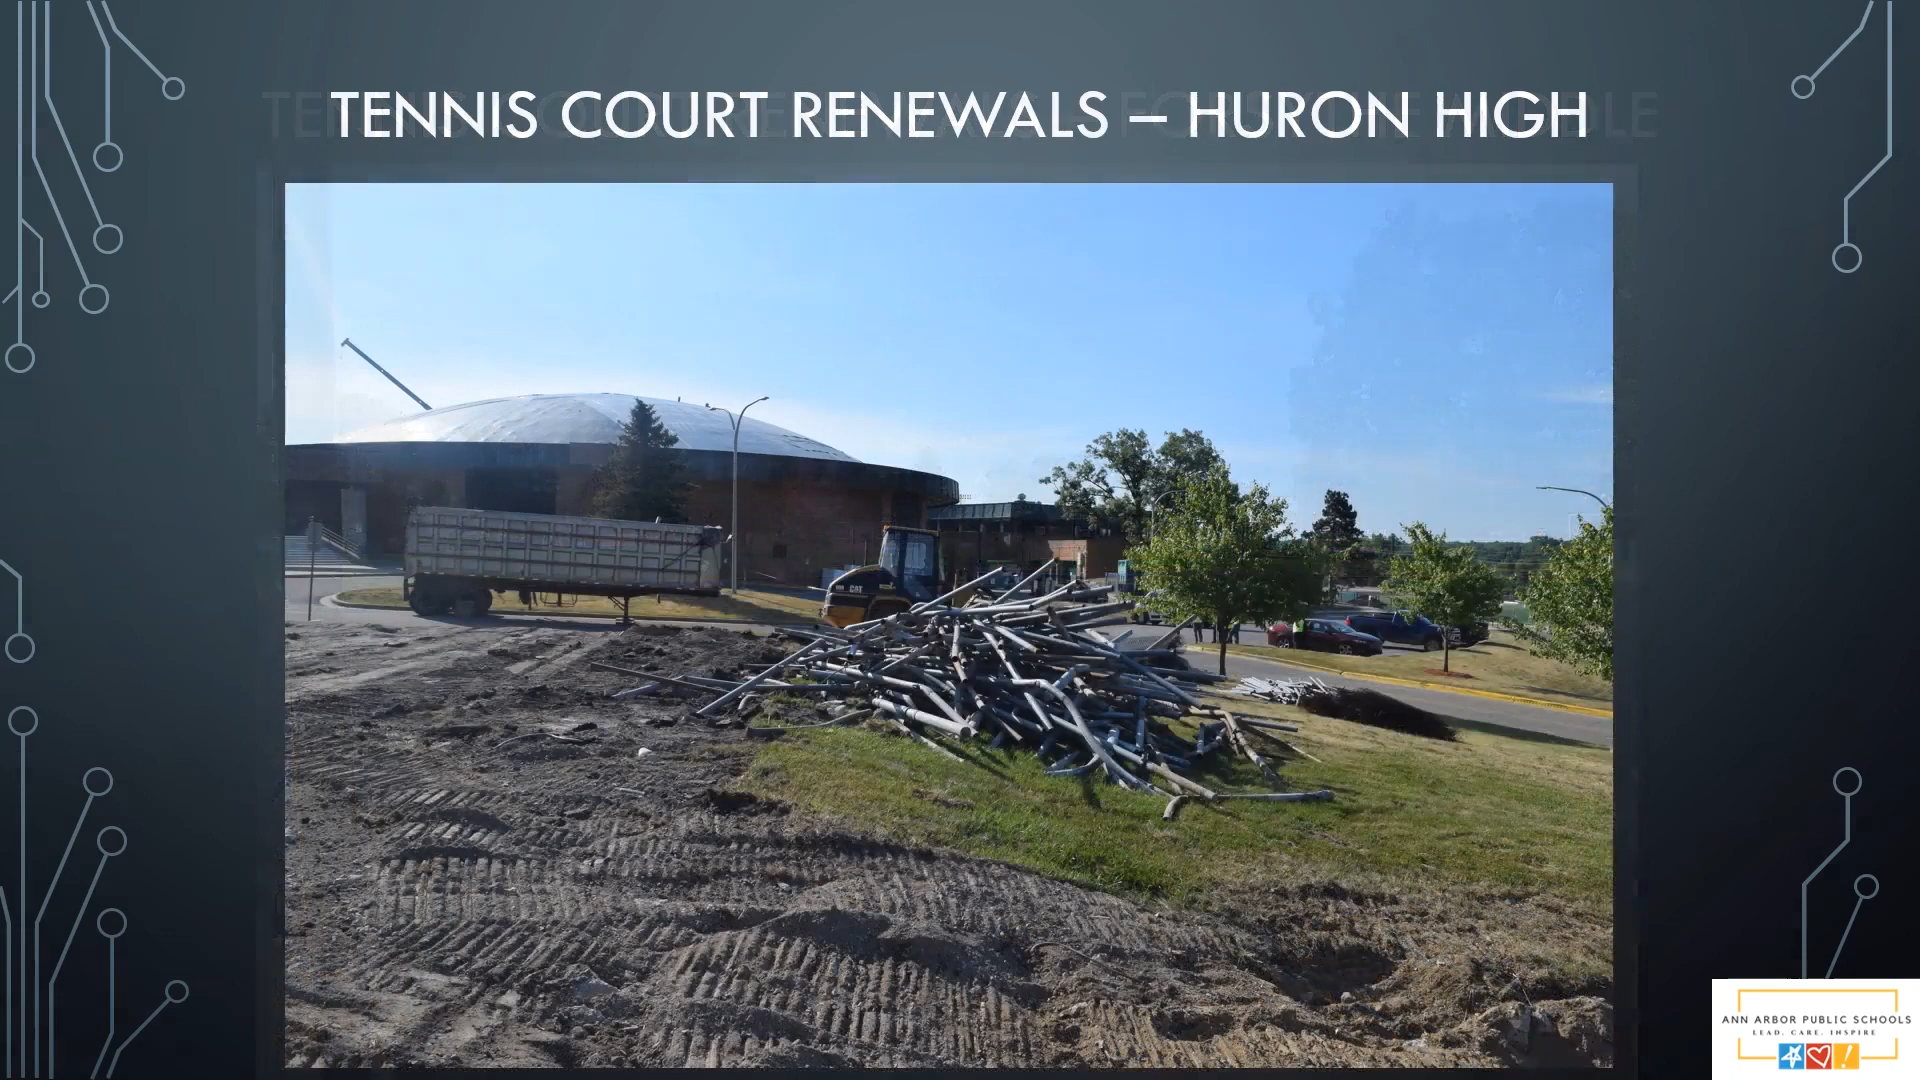 TENNIS COURT RENEWALS – HURON HIGH
CAT
ANN ARBOR PUBLIC SCHOOLS
LEAD. CARE. INSPIRE